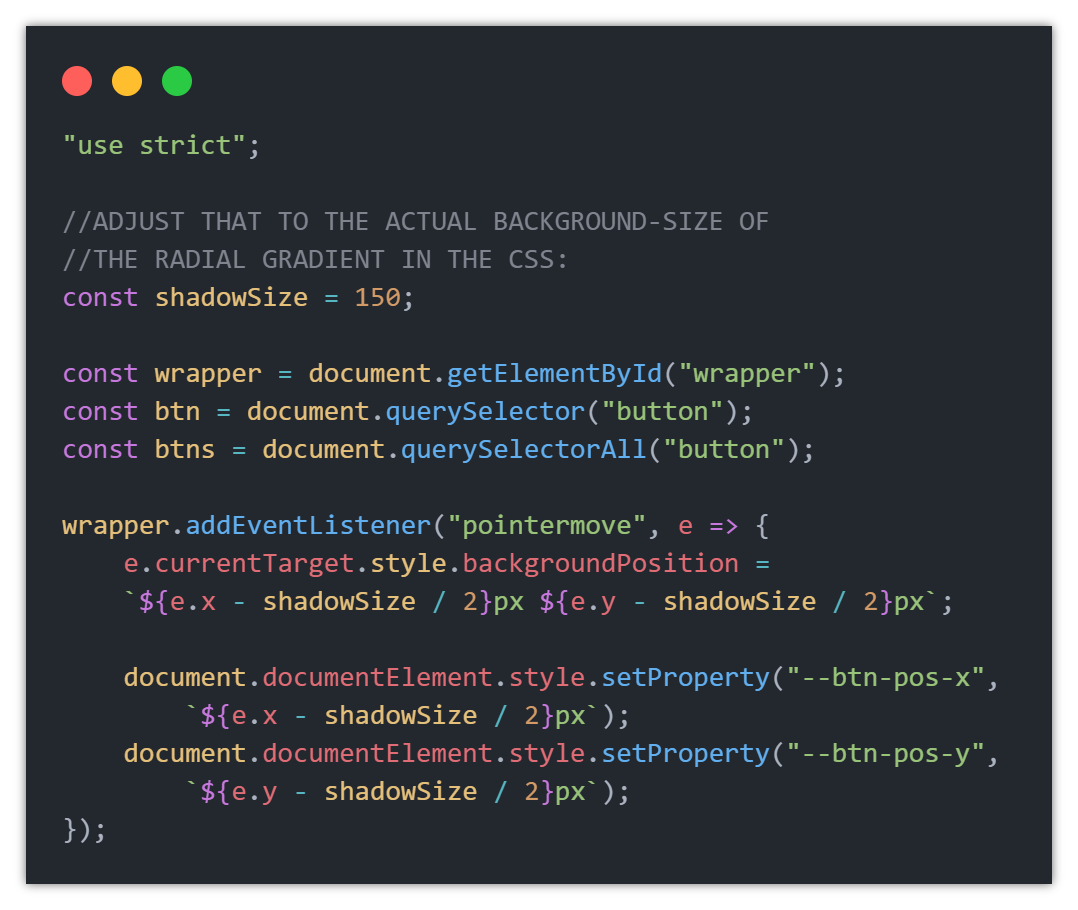 "use strict";

//ADJUST THAT TO THE ACTUAL BACKGROUND-SIZE OF
//THE RADIAL GRADIENT IN THE CSS:
const shadowSize = 150;

const wrapper = document.getElementById("wrapper");
const btn = document.querySelector("button");
const btns = document.querySelectorAll("button");

wrapper.addEventListener("pointermove", e => {
    e.currentTarget.style.backgroundPosition =
    `${e.x - shadowSize / 2}px ${e.y - shadowSize / 2}px`;

    document.documentElement.style.setProperty("--btn-pos-x",
        `${e.x - shadowSize / 2}px`);
    document.documentElement.style.setProperty("--btn-pos-y",
        `${e.y - shadowSize / 2}px`);
});